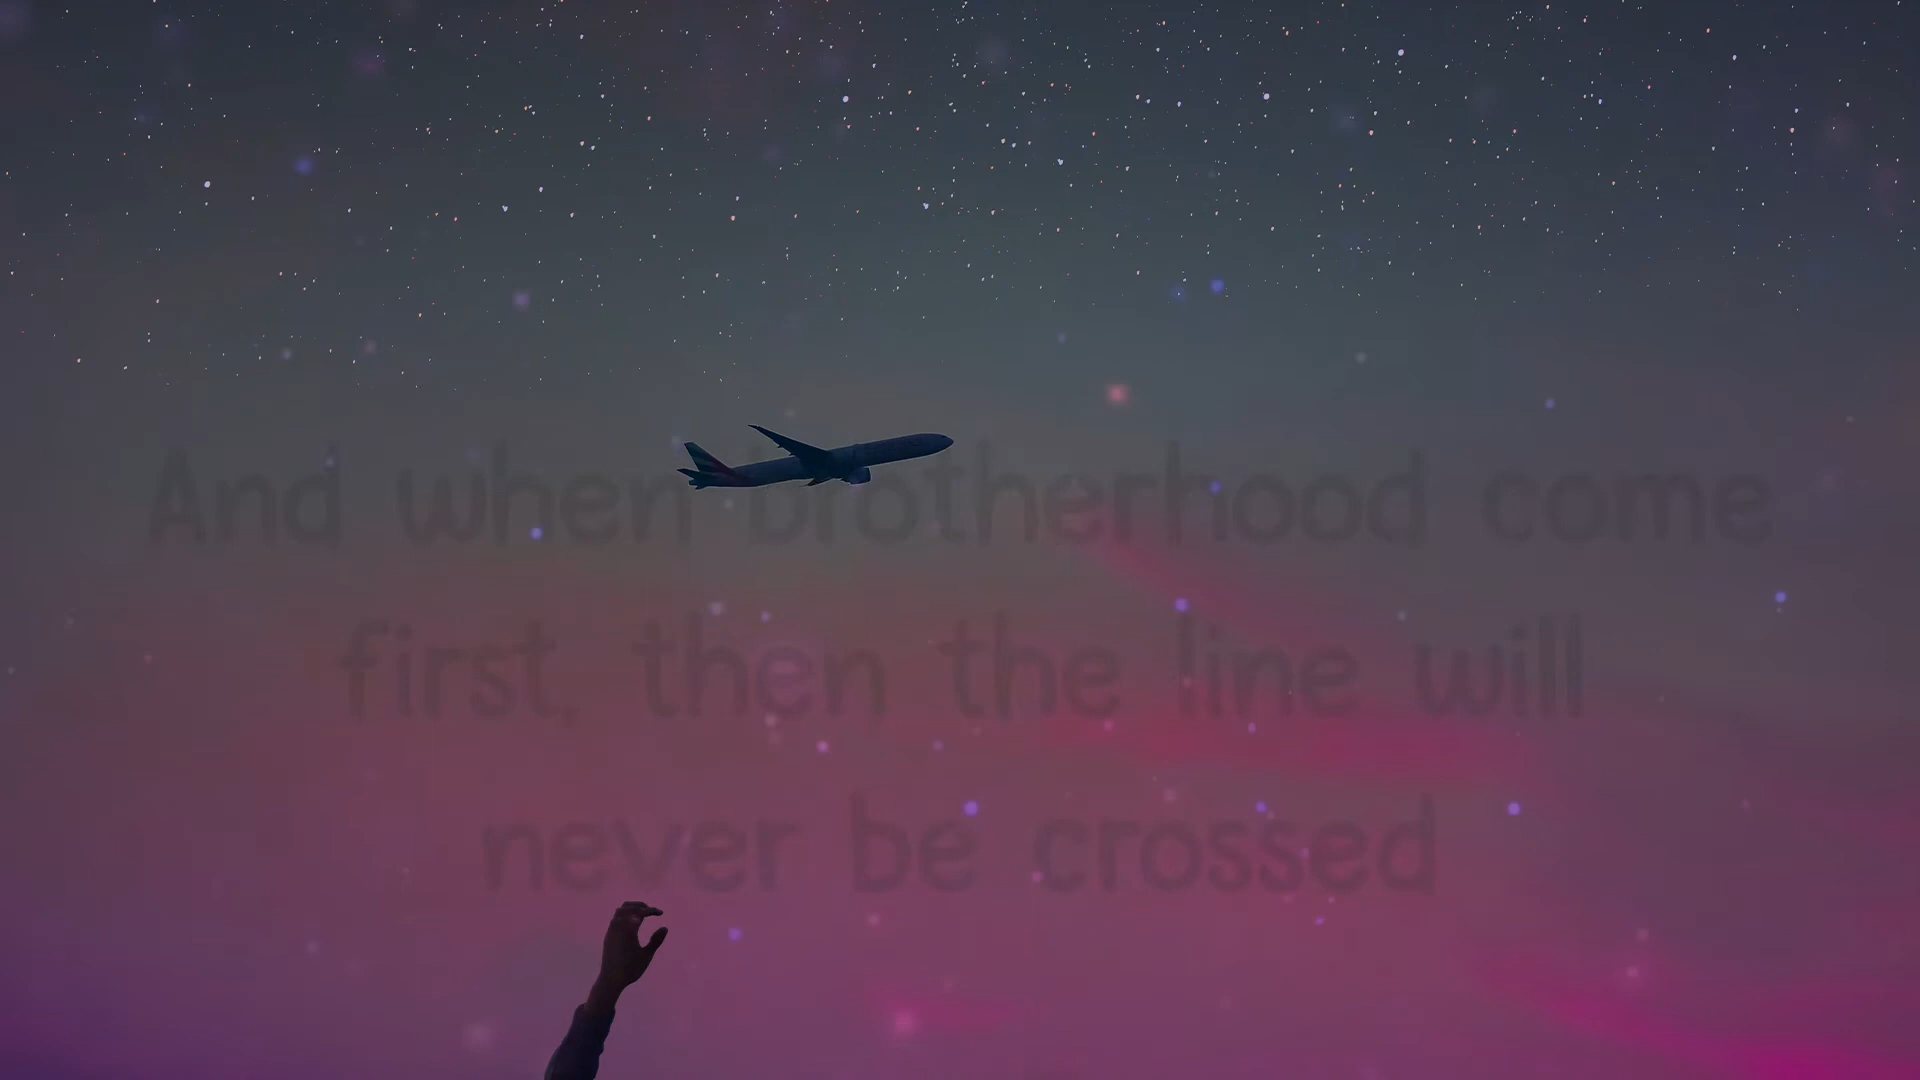 And when brotherhood come
first, then the line will
never be crossed